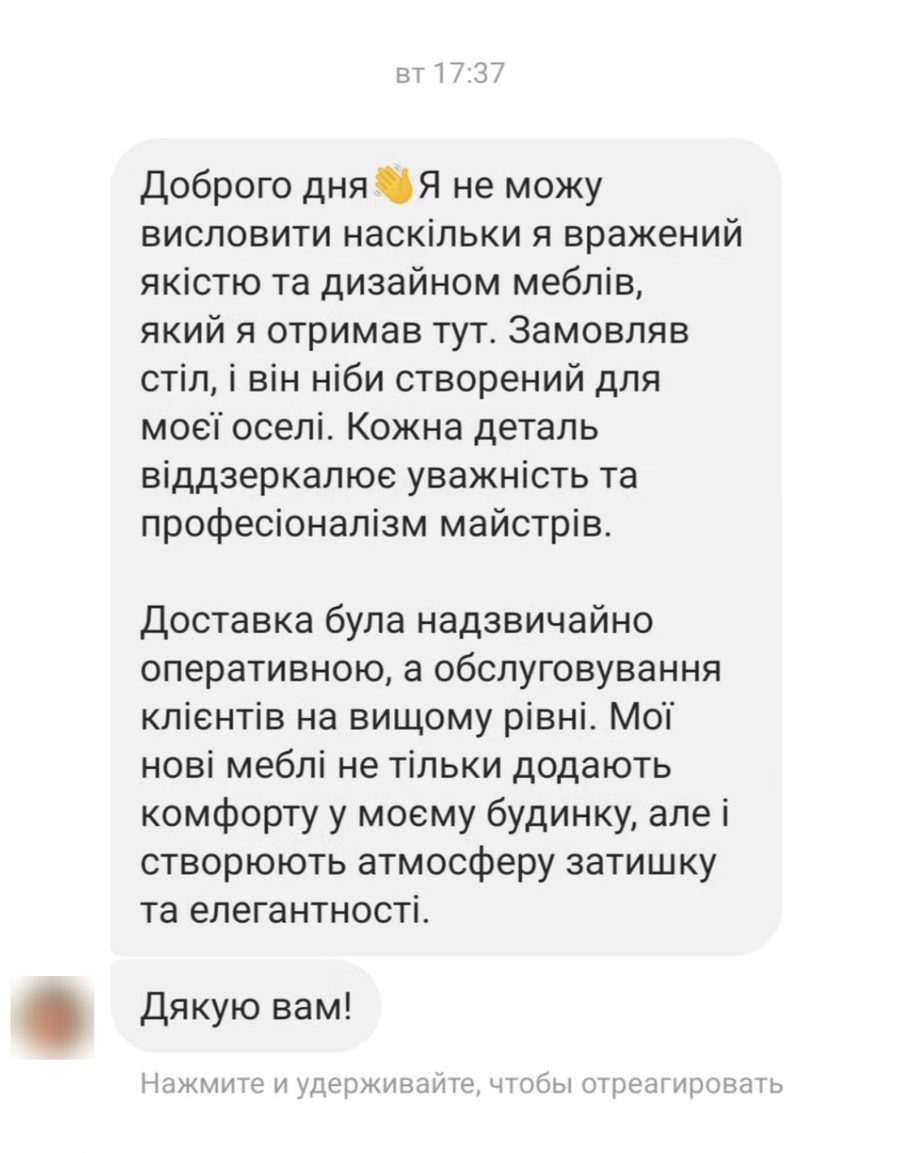 вт 17:37
Доброго дня👋Я не можу
висловити наскільки я вражений
якістю та дизайном меблів,
який я отримав тут. Замовляв
стіл, і він ніби створений для
моєї оселі. Кожна деталь
віддзеркалює уважність та
професіоналізм майстрів.
Доставка була надзвичайно
оперативною, а обслуговування
клієнтів на вищому рівні. Мої
нові меблі не тільки додають
комфорту у моєму будинку, але і
створюють атмосферу затишку
та елегантності.
Дякую вам!
Нажмите и удерживайте, чтобы отреагировать